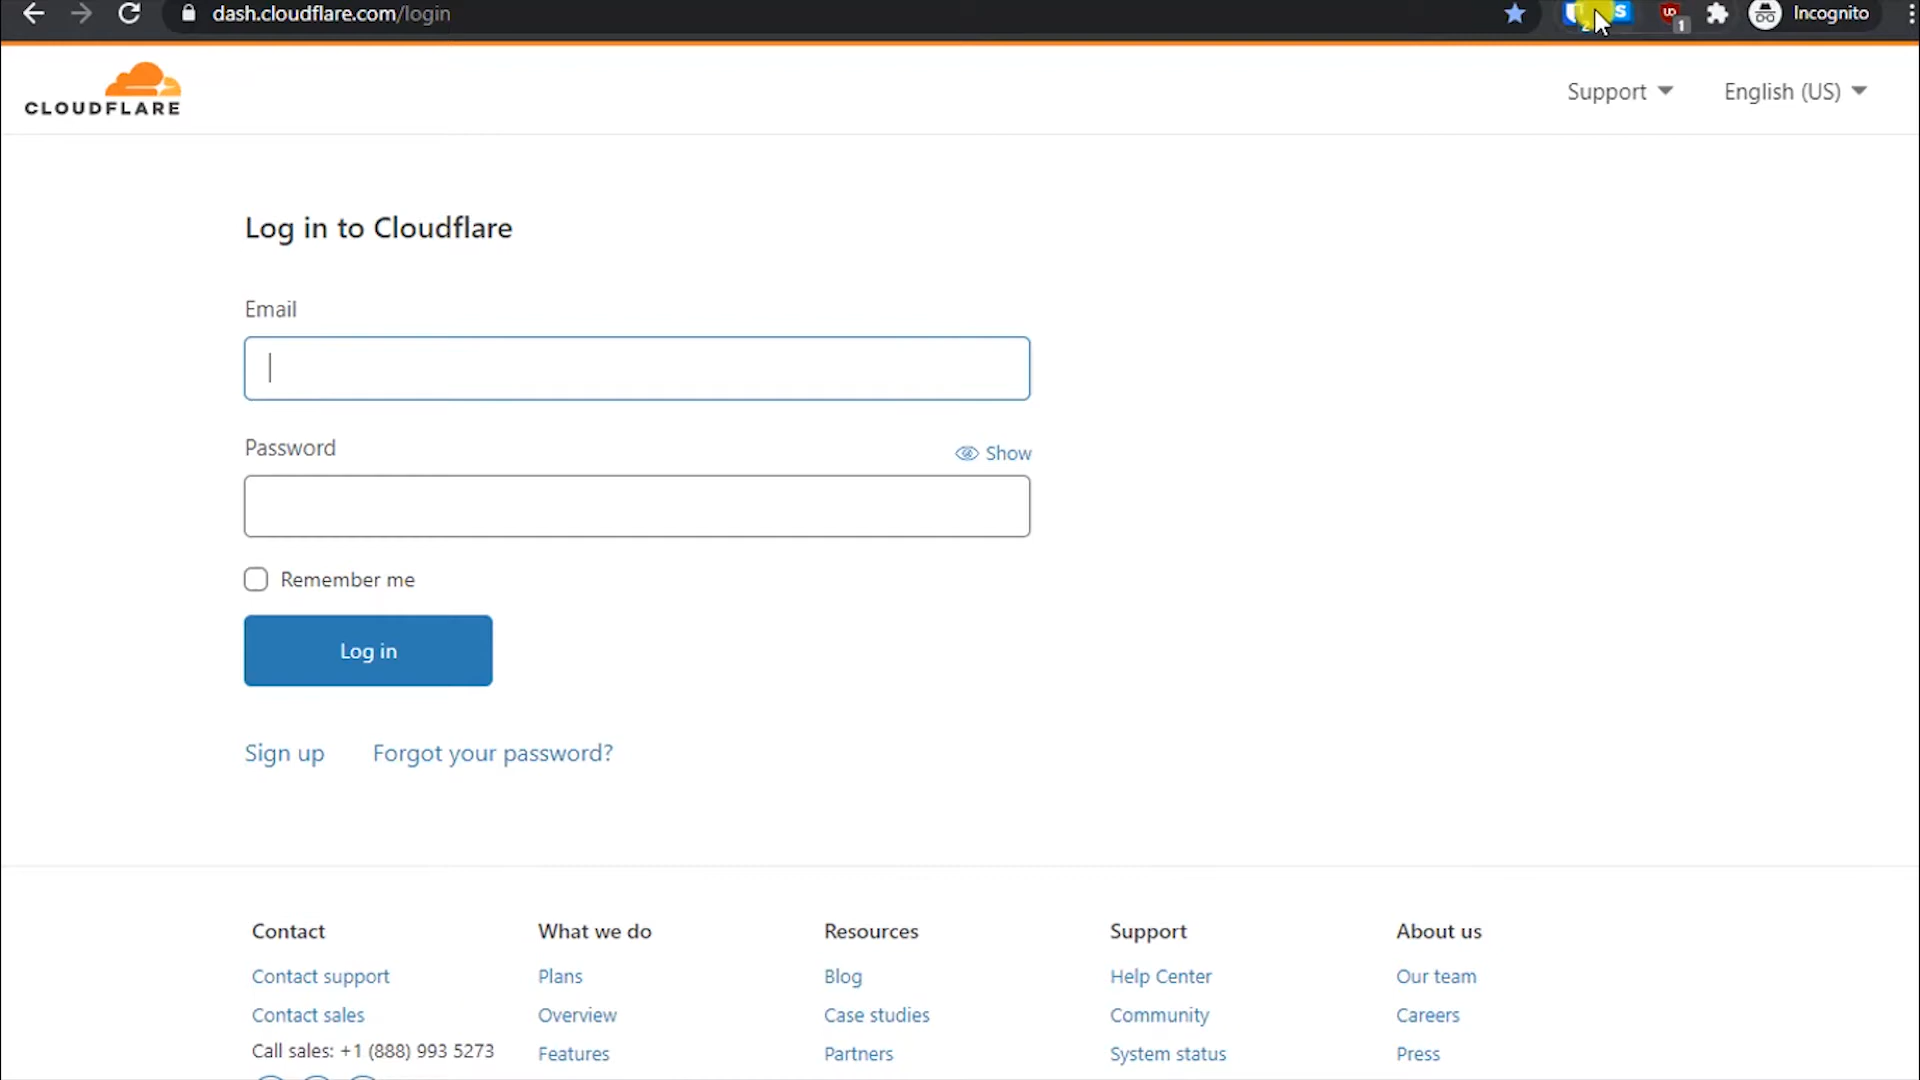 dash.cloudflare.com/login
2
S
1
Incognito
CLOUDFLARE
Support
English (US)
Log in to Cloudflare
Email
Password
Show
Remember me
Log in
Sign up
Forgot your password?
Contact
Contact support
Contact sales
Call sales: +1 (888) 993 5273
What we do
Plans
Overview
Features
Resources
Blog
Case studies
Partners
Support
Help Center
Community
System status
About us
Our team
Careers
Press